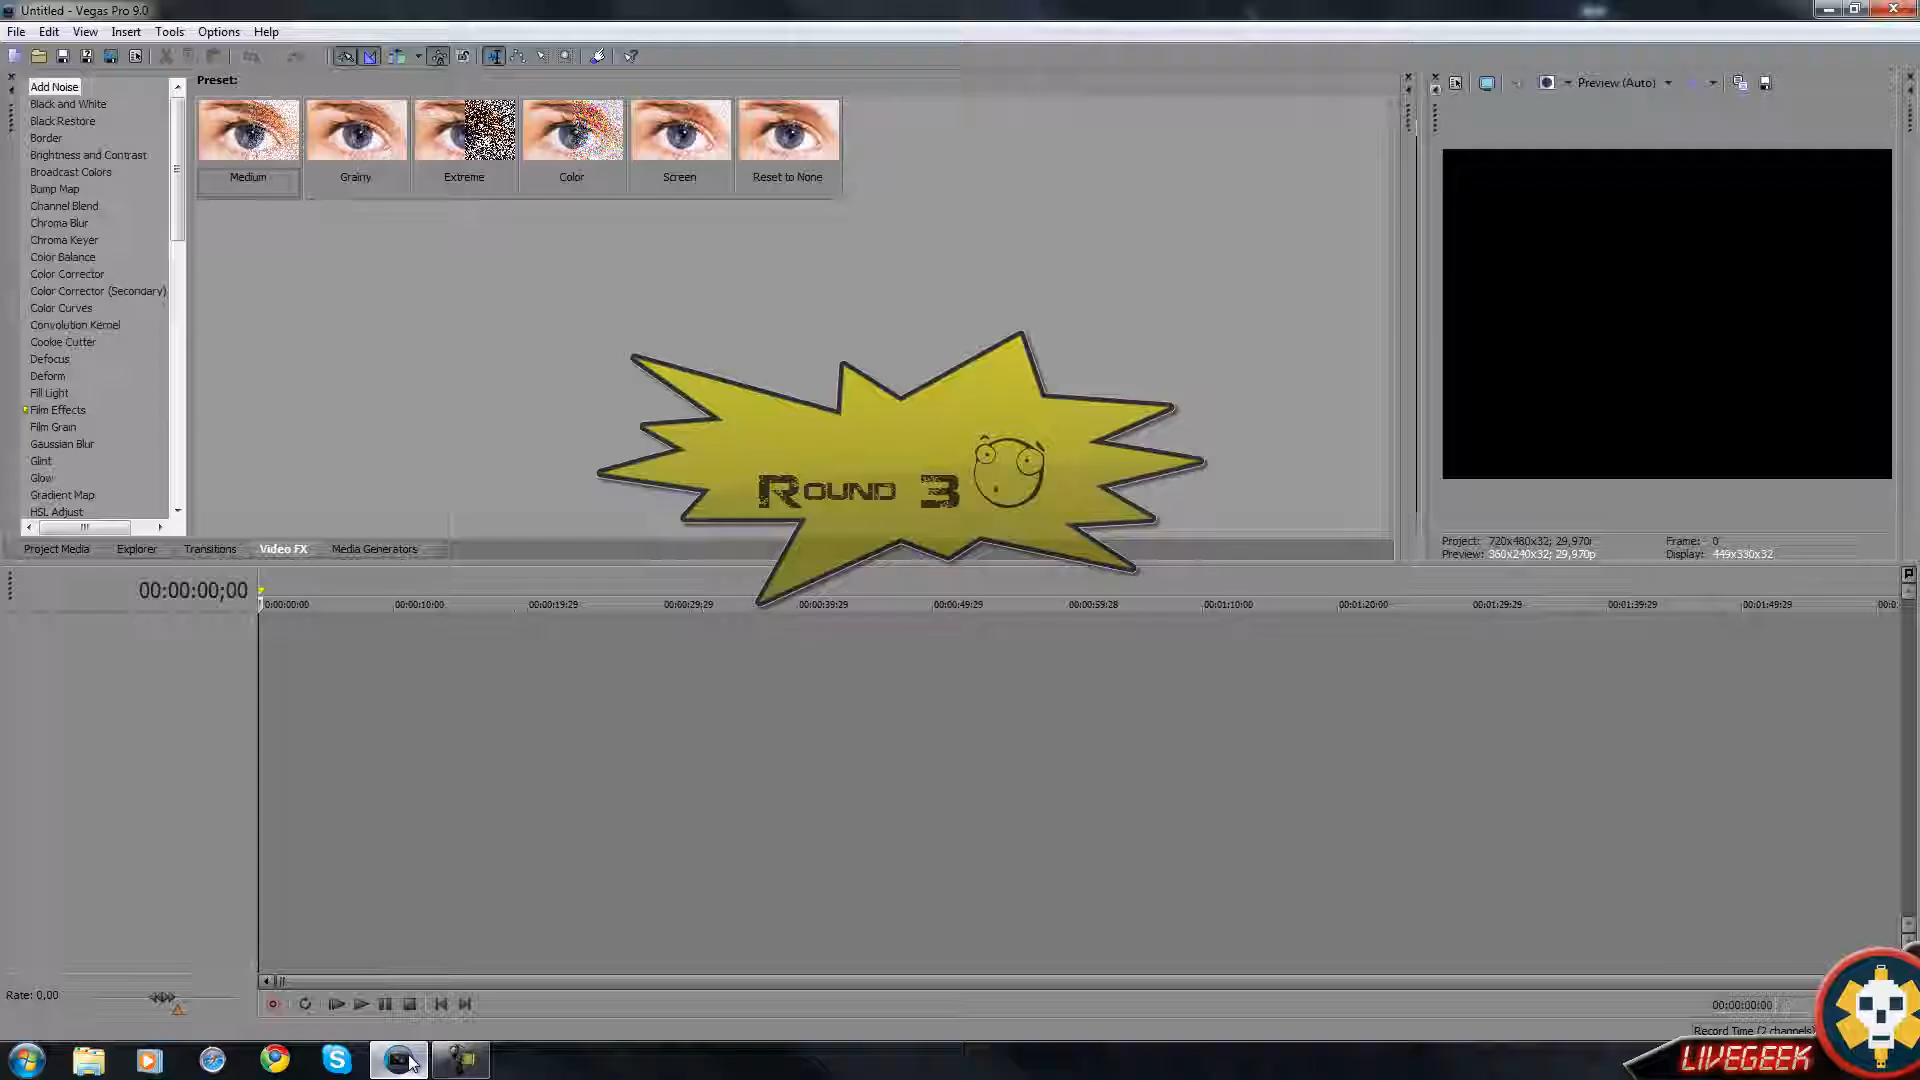 Untitled - Vegas Pro 9.0
File Edit View Insert Tools Options Help
Preview (Auto)
Add Noise
Black and White
Black Restore
Border
Brightness and Contrast
Broadcast Colors
Bump Map
Channel Blend
Chroma Blur
Chroma Keyer
Color Balance
Color Corrector
Color Corrector (Secondary)
Color Curves
Convolution Kernel
Cookie Cutter
Defocus
Deform
Fill Light
Film Effects
Film Grain
Gaussian Blur
Glint
Glow
Gradient Map
HSL Adjust
Preset:
Medium Grainy Extreme Color Screen Reset to None
Round 3
Project Media Explorer Transitions Video FX Media Generators
Project: 720x480x32; 29,970i Frame: 0
Preview: 360x240x32; 29,970p Display: 449x330x32
00:00:00;00
0:00:00:00 00:00:10:00 00:00:19:29 00:00:29:29 00:00:39:29 00:00:49:29 00:00:59:28 00:01:10:00 00:01:20:00 00:01:29:29 00:01:39:29 00:01:49:29 00:0
Rate: 0,00
00:00:00:00
Record Time (2 channels)
LIVEGEEK